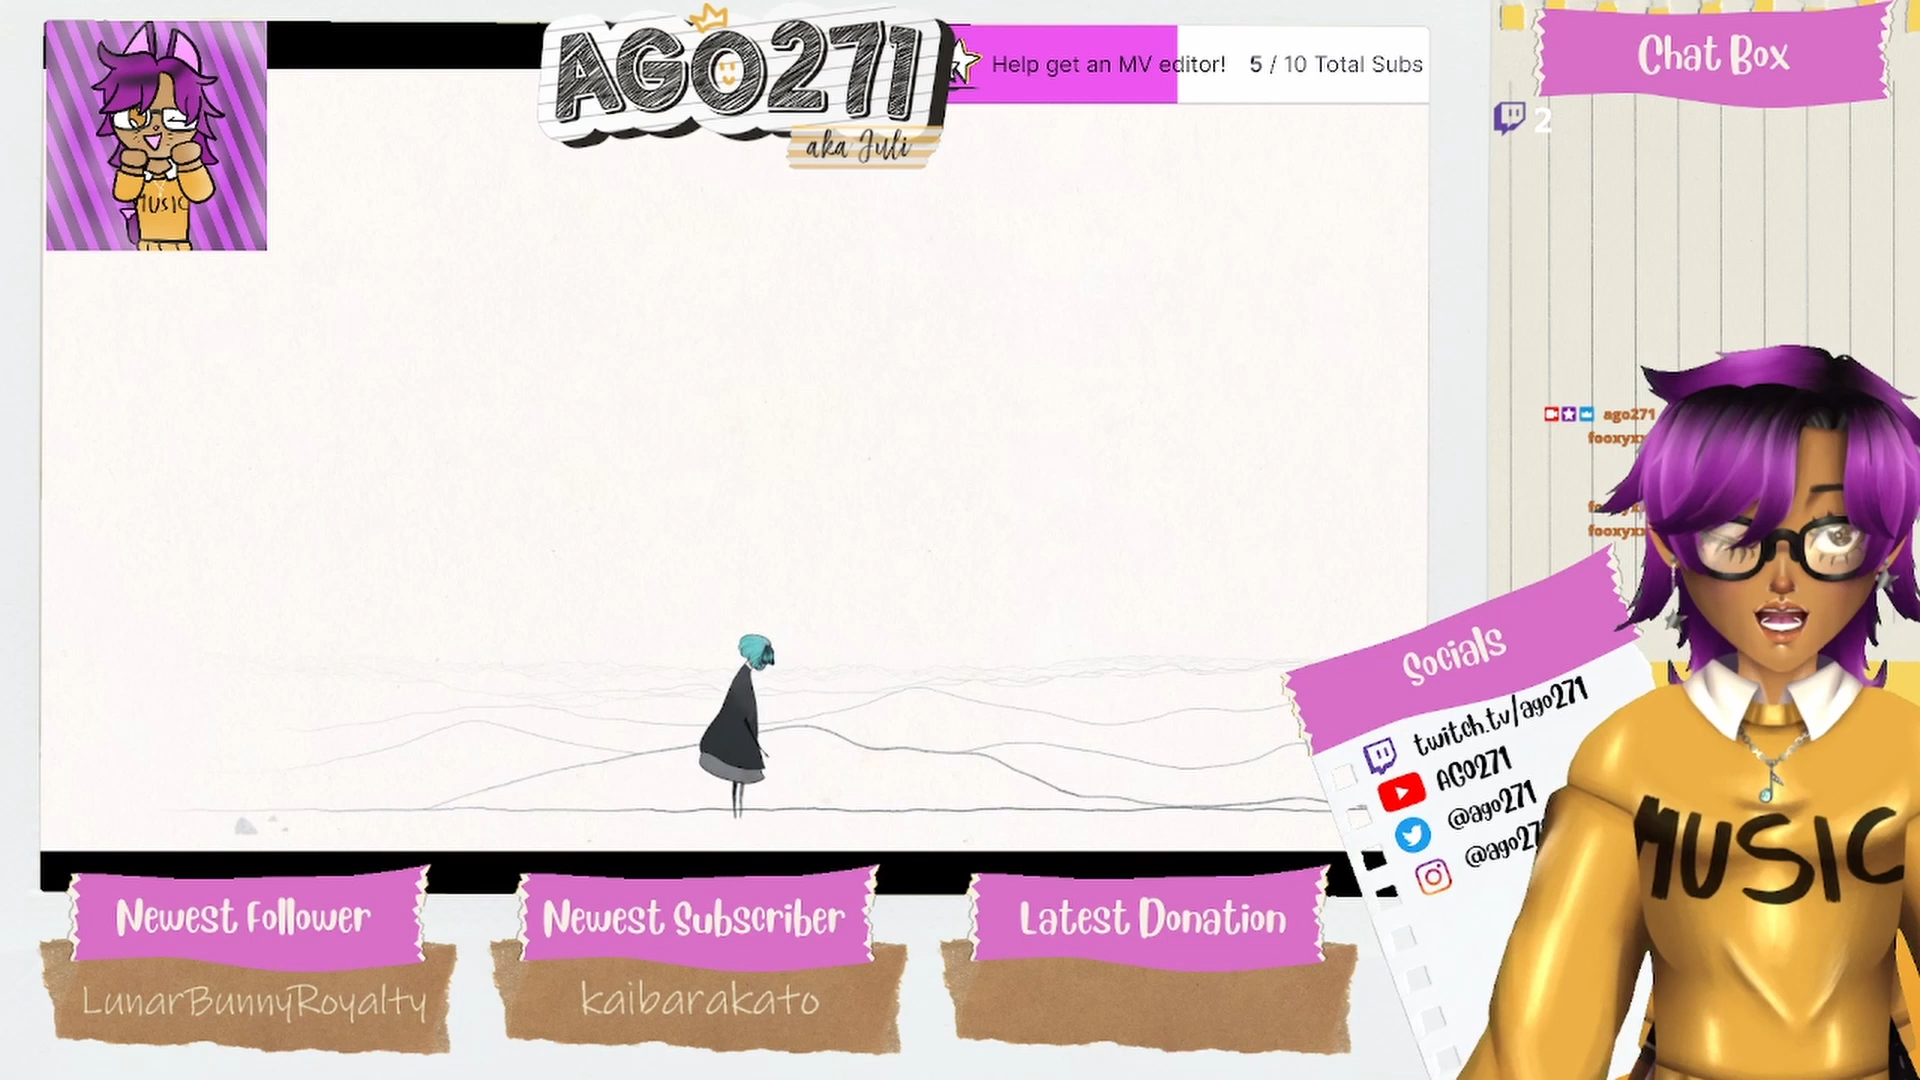 AGO271
aka Juli
Help get an MV editor! 5 / 10 Total Subs
Chat Box
2
MUSIC
ago271
Socials
twitch.tv/ago271
AGO271
@ago271
MUSIC
Newest Follower
LunarBunnyRoyalty
Newest Subscriber
kaibarakato
Latest Donation